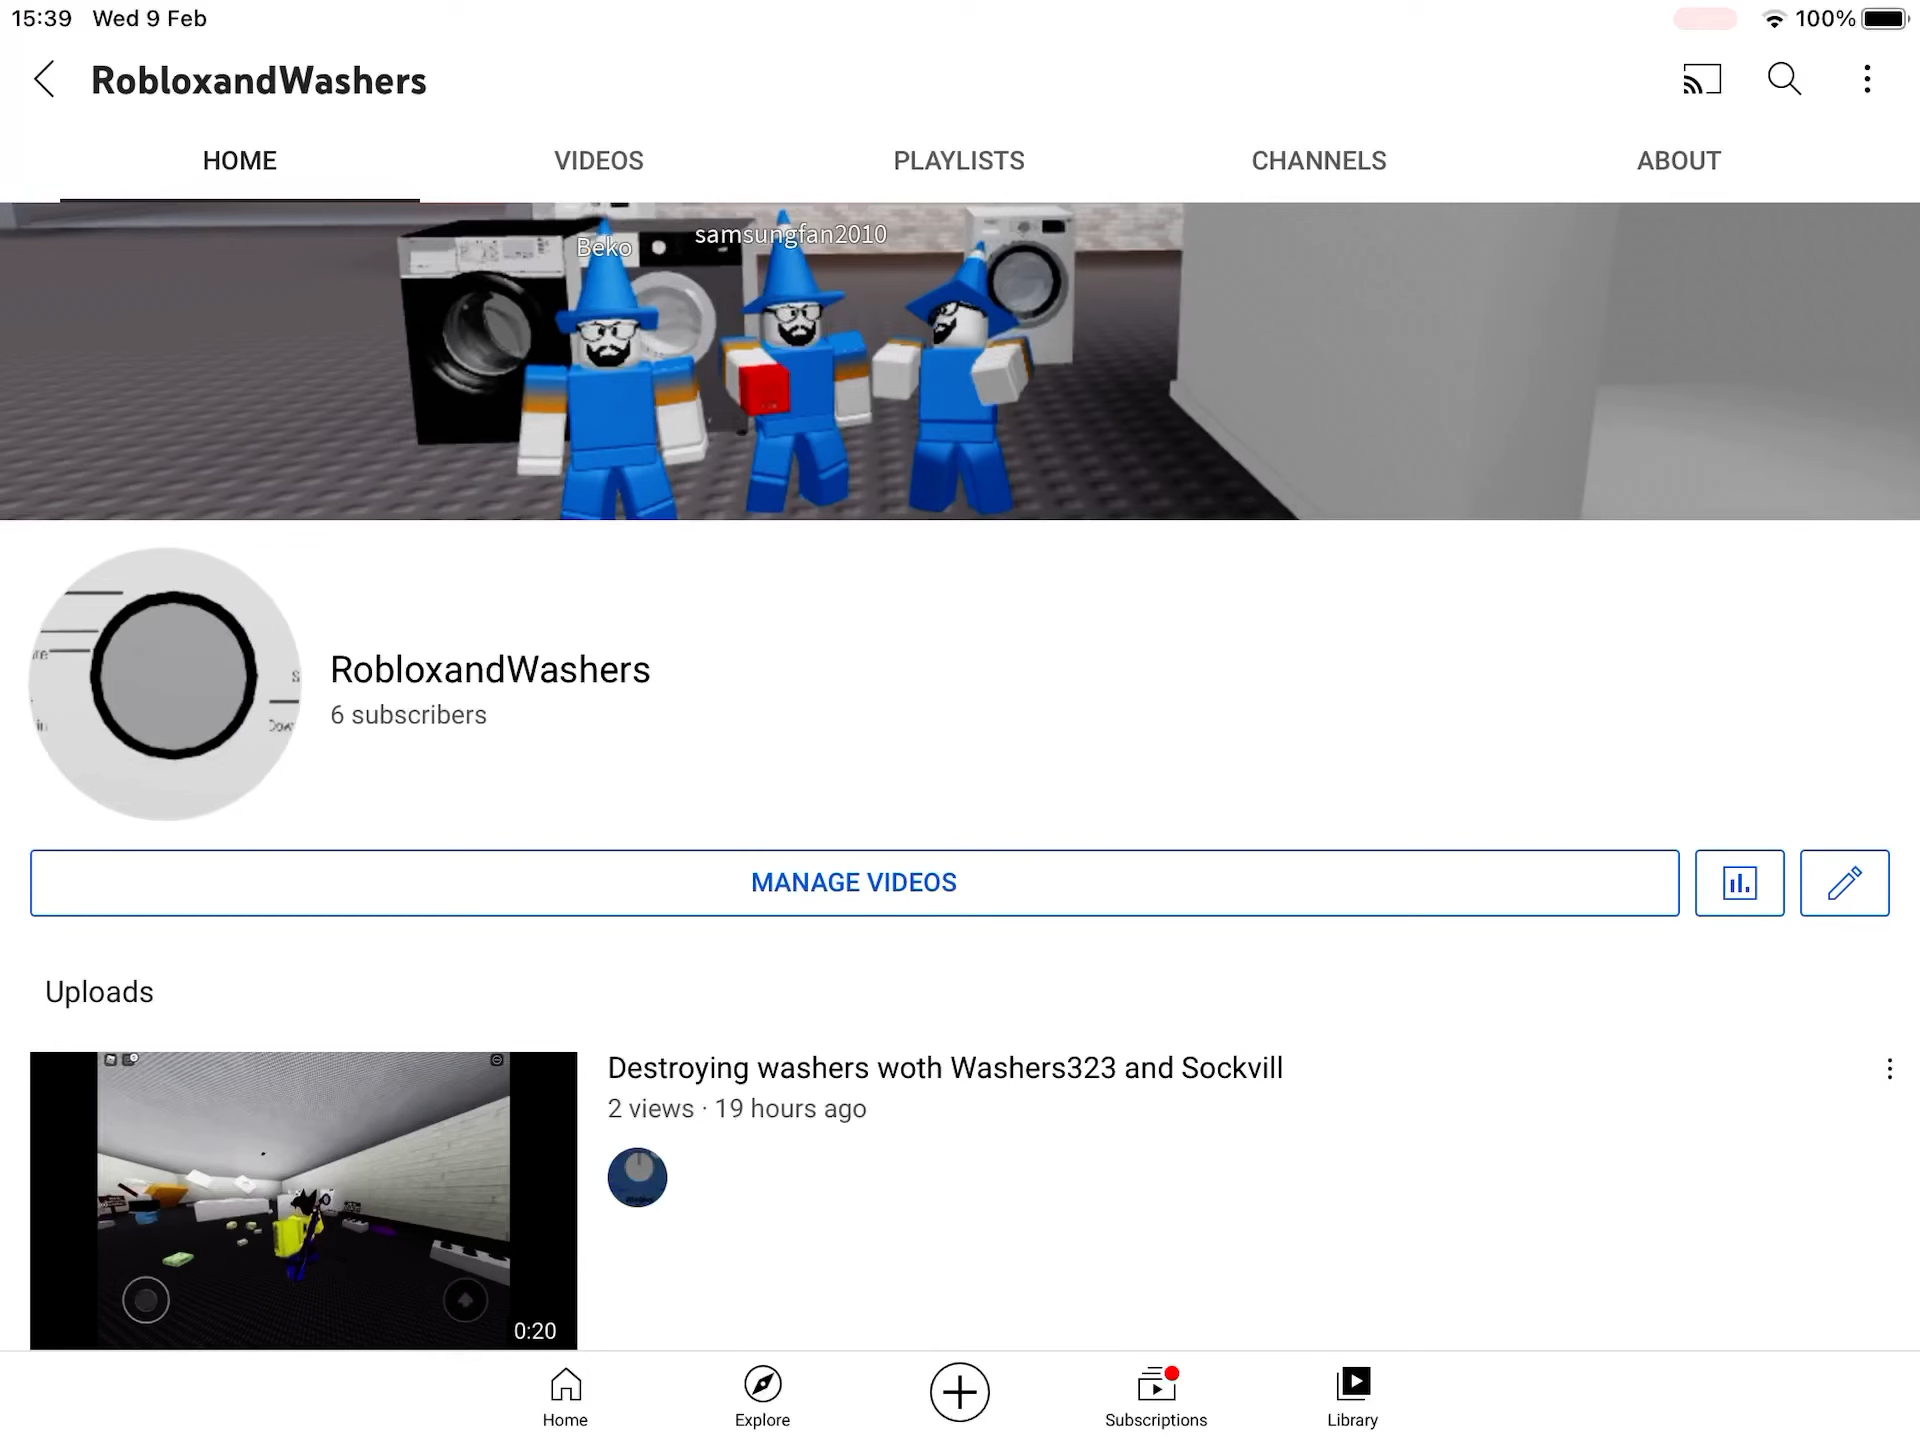 15:39 Wed 9 Feb
100%
RobloxandWashers
HOME VIDEOS PLAYLISTS CHANNELS ABOUT
Beko
samsungfan2010
RobloxandWashers
6 subscribers
MANAGE VIDEOS
Uploads
Destroying washers woth Washers323 and Sockvill
2 views · 19 hours ago
0:20
Home Explore Subscriptions Library